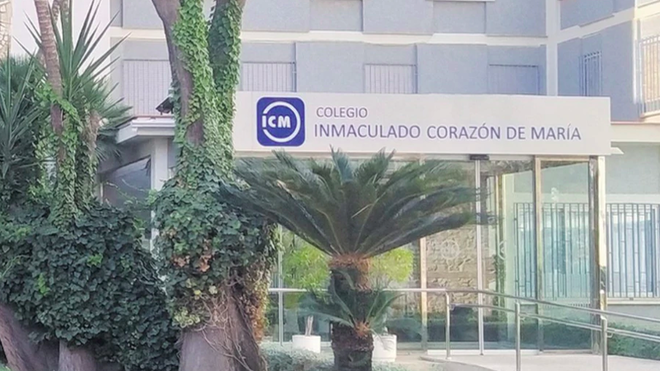 ICM
COLEGIO
INMACULADO CORAZÓN DE MARÍA